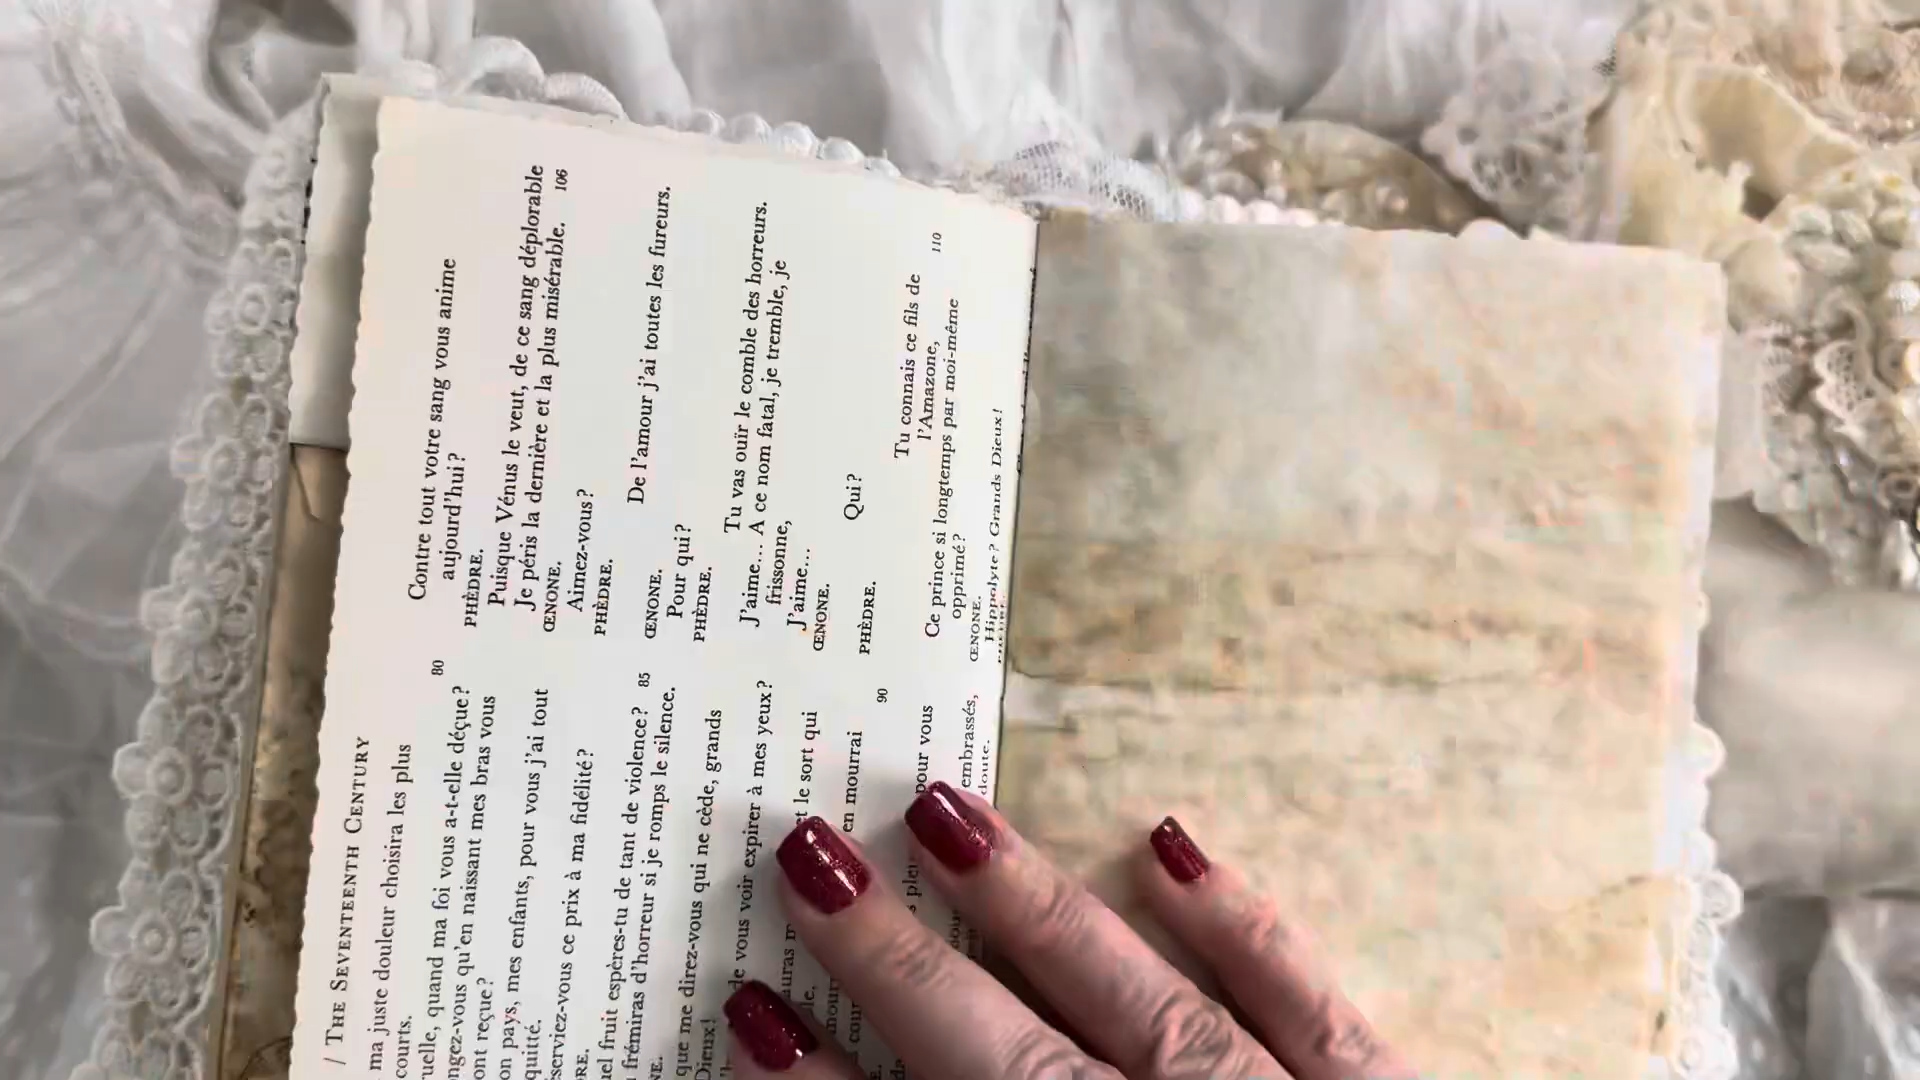 / THE SEVENTEENTH CENTURY
ma juste douleur choisira les plus
courts.
quand ma foi vous a-t-elle déçue? 80
qu'en naissant mes bras vous
reçue?
pays, mes enfants, pour vous j'ai tout
quitté.
ce prix à ma fidélité?
fruit espères-tu de tant de violence? 85
frémiras d'horreur si je romps le silence.
que me direz-vous qui ne cède, grands
Dieux!
de vous voir expirer à mes yeux?
et le sort qui
en mourrai
90
pour vous
embrassés,
doute.
Contre tout votre sang vous anime
aujourd'hui?
PHÈDRE.
Puisque Vénus le veut, de ce sang déplorable
Je péris la dernière et la plus misérable. 106
ŒNONE.
Aimez-vous?
PHÈDRE.
De l'amour j'ai toutes les fureurs.
ŒNONE.
Pour qui?
PHÈDRE.
Tu vas ouïr le comble des horreurs.
J'aime... A ce nom fatal, je tremble, je
frissonne,
J'aime...
ŒNONE.
Qui?
PHÈDRE.
Tu connais ce fils de
l'Amazone, 110
Ce prince si longtemps par moi-même
opprimé?
ŒNONE.
Hippolyte? Grands Dieux!